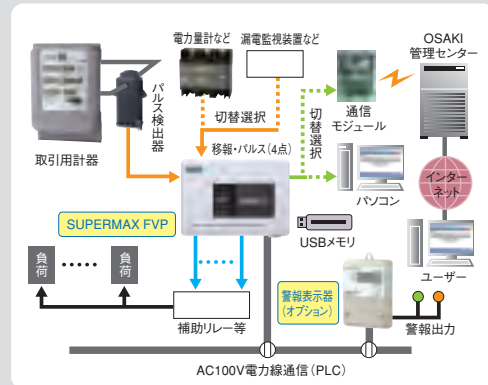 電力量計など
漏電監視装置など
OSAKI
管理センター
パルス検出器
切替選択
切替選択
通信
モジュール
取引用計器
移報・パルス(4点)
パソコン
インター
ネット
SUPERMAX FVP
USBメモリ
負荷
負荷
ユーザー
補助リレー等
警報表示器
(オプション)
警報出力
AC100V電力線通信(PLC)